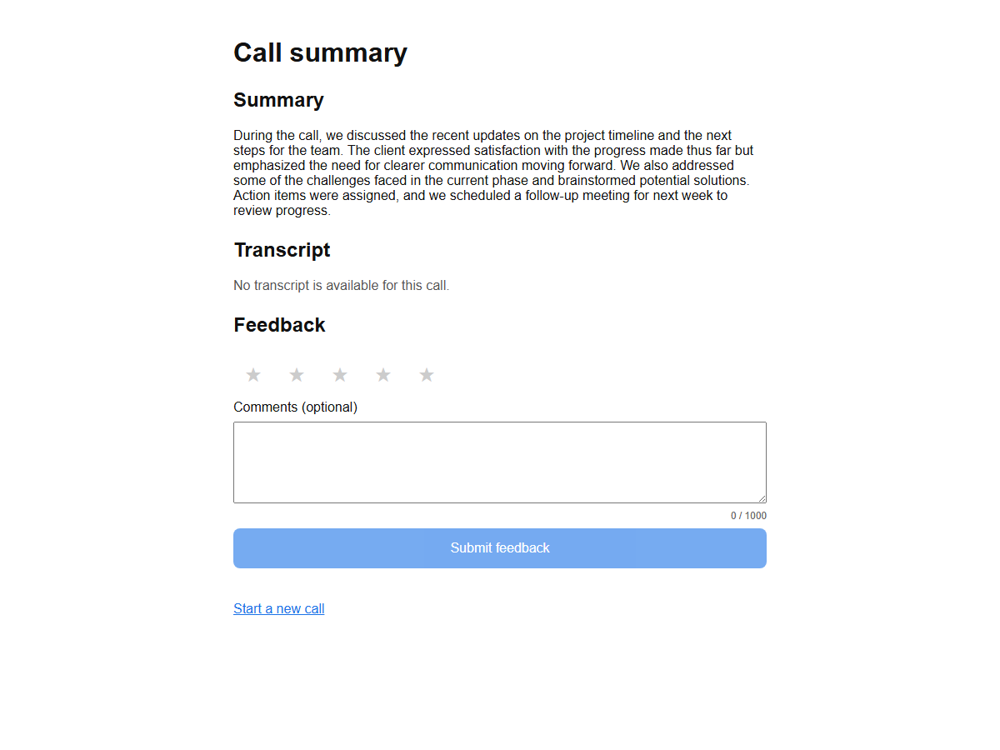 Call summary
Summary
During the call, we discussed the recent updates on the project timeline and the next
steps for the team. The client expressed satisfaction with the progress made thus far but
emphasized the need for clearer communication moving forward. We also addressed
some of the challenges faced in the current phase and brainstormed potential solutions.
Action items were assigned, and we scheduled a follow-up meeting for next week to
review progress.
Transcript
No transcript is available for this call.
Feedback
★ ★ ★ ★ ★
Comments (optional)
0 / 1000
Submit feedback
Start a new call